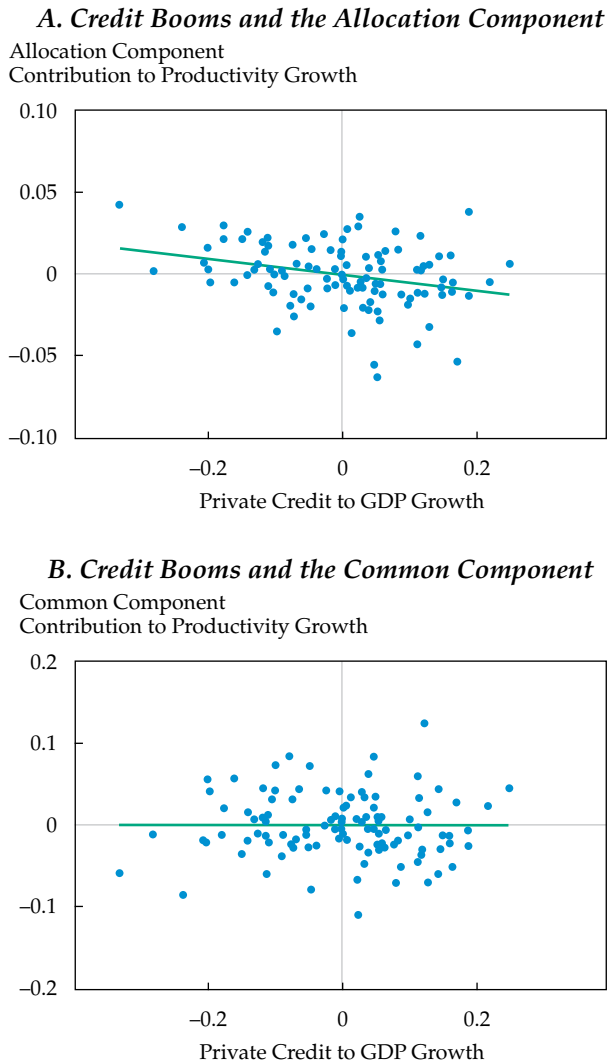 A. Credit Booms and the Allocation Component
Allocation Component
Contribution to Productivity Growth
0.10
0.05
0
–0.05
–0.10
–0.2 0 0.2
Private Credit to GDP Growth
B. Credit Booms and the Common Component
Common Component
Contribution to Productivity Growth
0.2
0.1
0
–0.1
–0.2
–0.2 0 0.2
Private Credit to GDP Growth